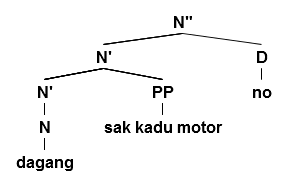 N"
N' D
N' PP no
N sak kadu motor
dagang